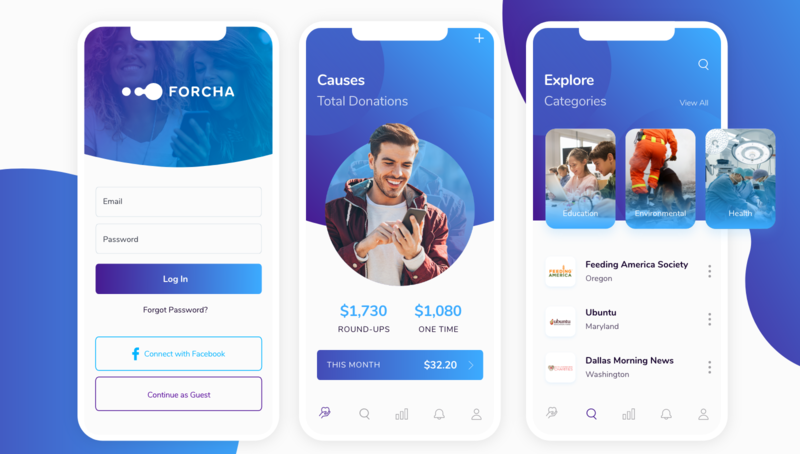 FORCHA
Email
Password
Log In
Forgot Password?
Connect with Facebook
Continue as Guest
Causes
Total Donations
$1,730
ROUND-UPS
$1,080
ONE TIME
THIS MONTH
$32.20
Explore
Categories
View All
Education
Environmental
Health
FEEDING
AMERICA
Feeding America Society
Oregon
ubuntu
Ubuntu
Maryland
Dallas Morning News
Washington